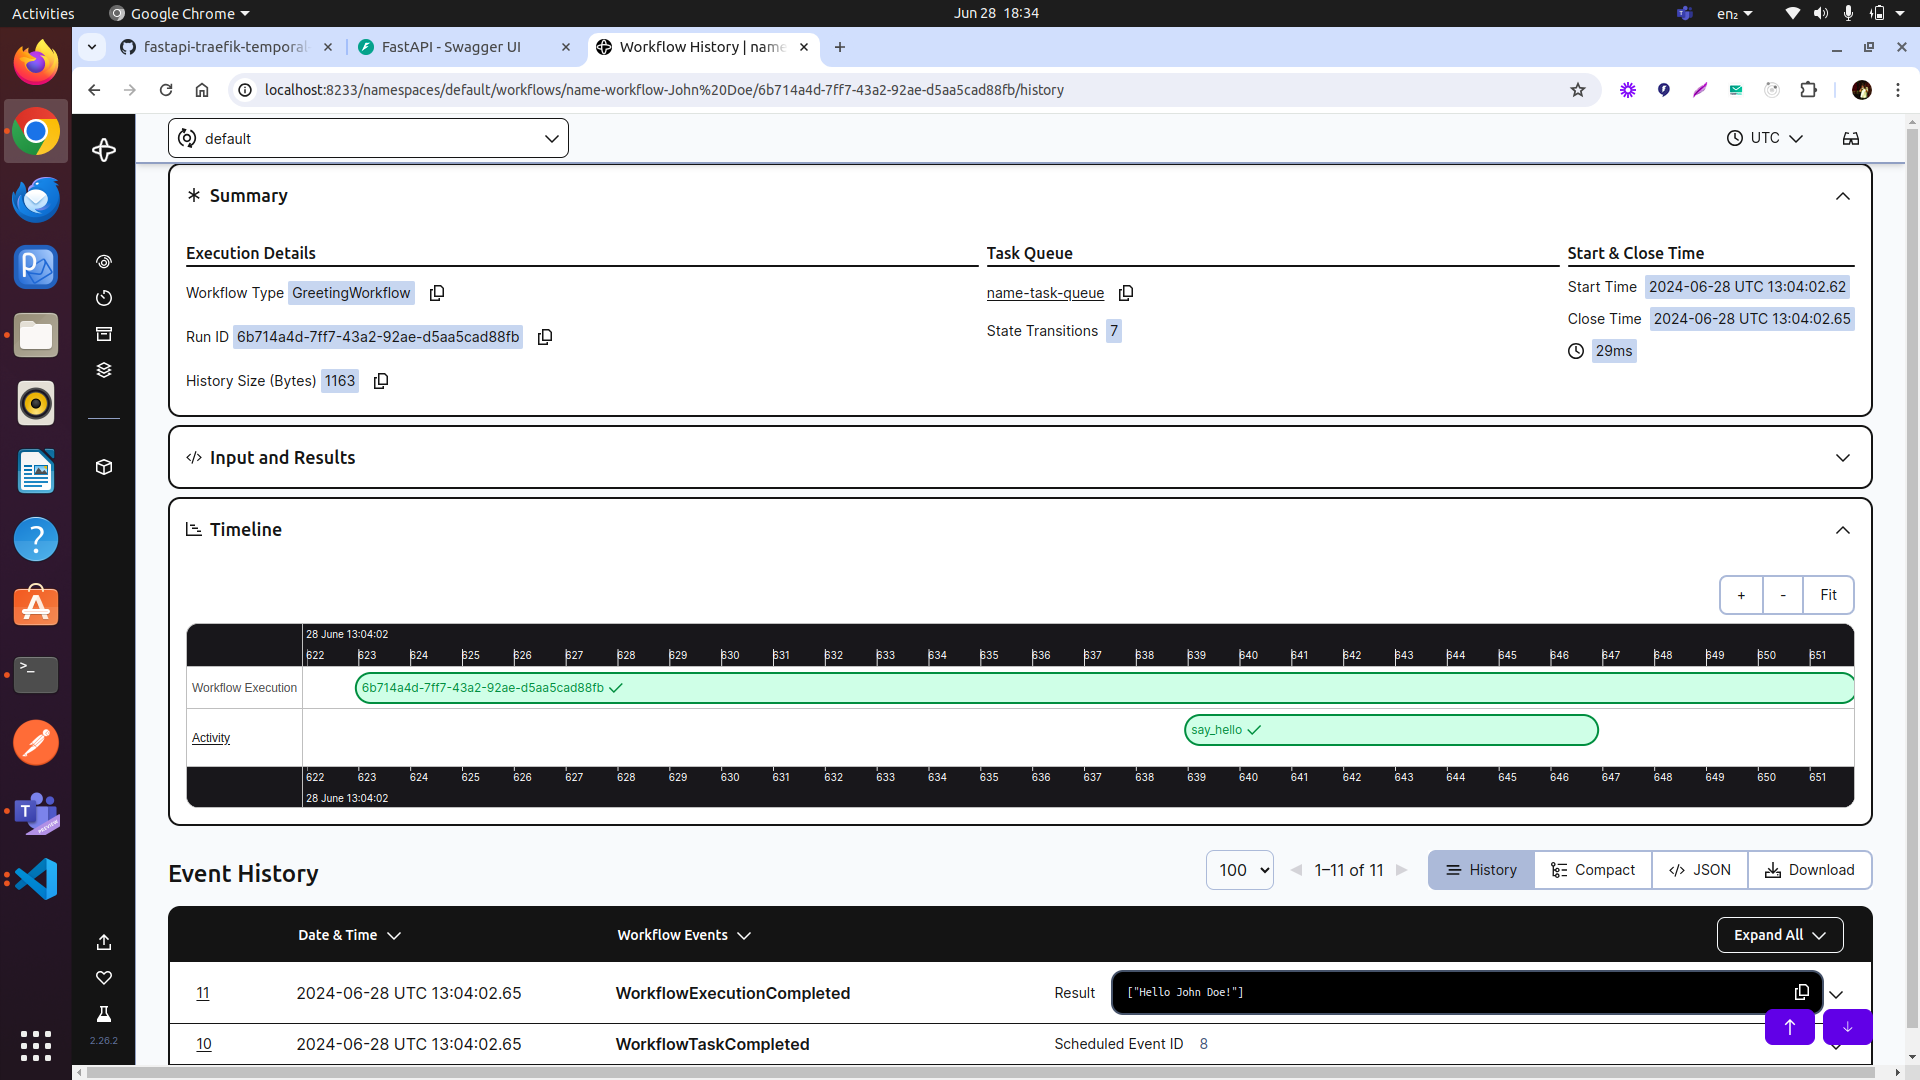 Activities
Google Chrome
Jun 28 18:34
en₂
fastapi-traefik-temporal-
FastAPI - Swagger UI
Workflow History | name-
localhost:8233/namespaces/default/workflows/name-workflow-John%20Doe/6b714a4d-7ff7-43a2-92ae-d5aa5cad88fb/history
default
UTC
Summary
Execution Details
Task Queue
Start & Close Time
Workflow Type GreetingWorkflow
name-task-queue
Start Time 2024-06-28 UTC 13:04:02.62
Run ID 6b714a4d-7ff7-43a2-92ae-d5aa5cad88fb
State Transitions 7
Close Time 2024-06-28 UTC 13:04:02.65
29ms
History Size (Bytes) 1163
Input and Results
Timeline
+ - Fit
28 June 13:04:02
622 623 624 625 626 627 628 629 630 631 632 633 634 635 636 637 638 639 640 641 642 643 644 645 646 647 648 649 650 651
Workflow Execution 6b714a4d-7ff7-43a2-92ae-d5aa5cad88fb
Activity say_hello
622 623 624 625 626 627 628 629 630 631 632 633 634 635 636 637 638 639 640 641 642 643 644 645 646 647 648 649 650 651
28 June 13:04:02
Event History
100
1–11 of 11
History Compact JSON Download
Date & Time Workflow Events Expand All
11 2024-06-28 UTC 13:04:02.65 WorkflowExecutionCompleted Result ["Hello John Doe!"]
10 2024-06-28 UTC 13:04:02.65 WorkflowTaskCompleted Scheduled Event ID 8
2.26.2